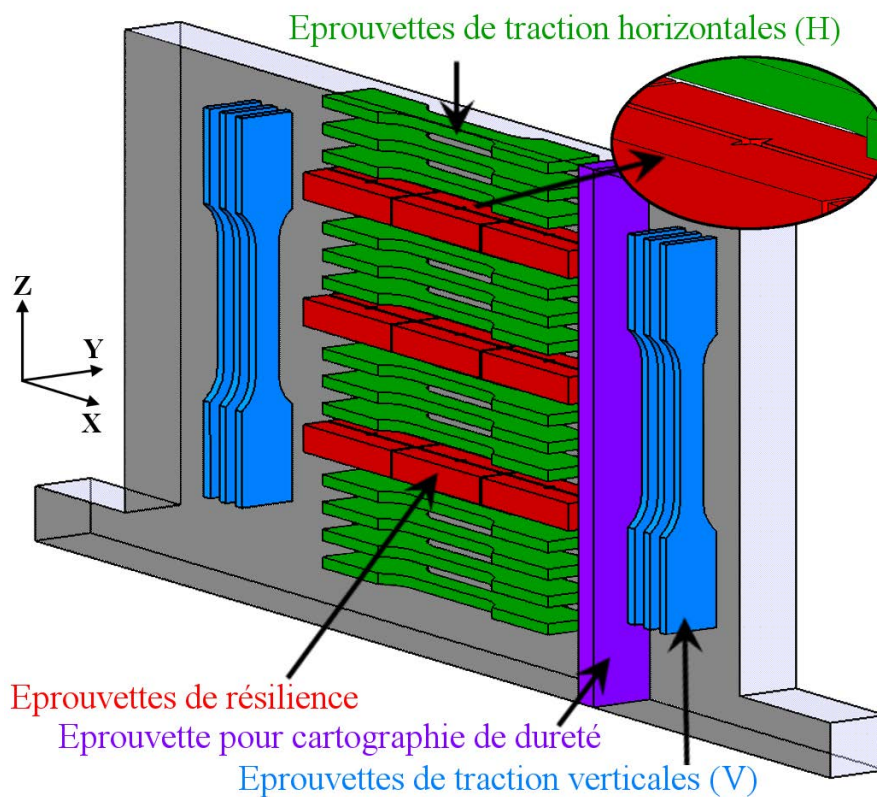 Eprouvettes de traction horizontales (H)
Z
Y
X
Eprouvettes de résilience
Eprouvette pour cartographie de dureté
Eprouvettes de traction verticales (V)